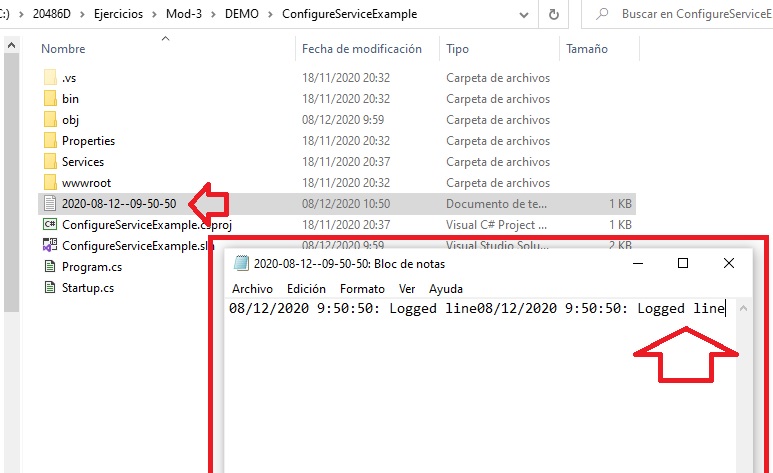 :) › 20486D › Ejercicios › Mod-3 › DEMO › ConfigureServiceExample
Buscar en ConfigureServiceE
Nombre Fecha de modificación Tipo Tamaño
.vs 18/11/2020 20:32 Carpeta de archivos
bin 18/11/2020 20:32 Carpeta de archivos
obj 08/12/2020 9:59 Carpeta de archivos
Properties 18/11/2020 20:32 Carpeta de archivos
Services 18/11/2020 20:37 Carpeta de archivos
wwwroot 18/11/2020 20:32 Carpeta de archivos
2020-08-12--09-50-50 08/12/2020 10:50 Documento de te... 1 KB
ConfigureServiceExample.csproj 18/11/2020 20:37 Visual C# Project ... 1 KB
ConfigureServiceExample.sln 08/12/2020 9:59 Visual Studio Solu... 2 KB
Program.cs
Startup.cs
2020-08-12--09-50-50: Bloc de notas
Archivo Edición Formato Ver Ayuda
08/12/2020 9:50:50: Logged line08/12/2020 9:50:50: Logged line